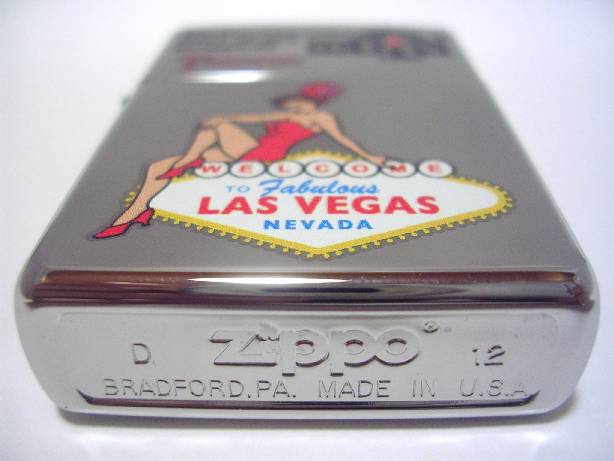 WELCOME
TO Fabulous
LAS VEGAS
NEVADA
D zippo® 12
BRADFORD,PA. MADE IN U.S.A